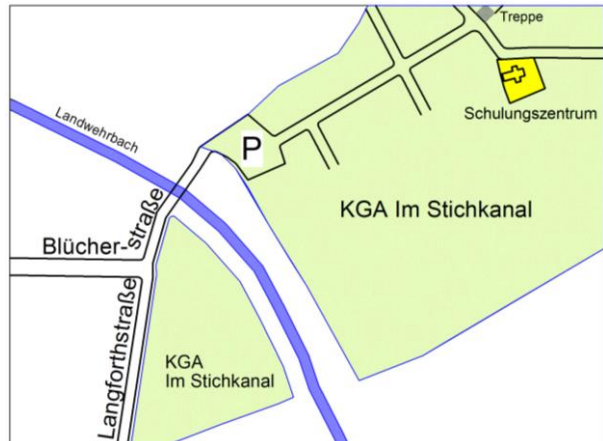 Treppe
Schulungszentrum
Landwehrbach
P
KGA Im Stichkanal
Blücher-
straße
Langforthstraße
KGA
Im Stichkanal